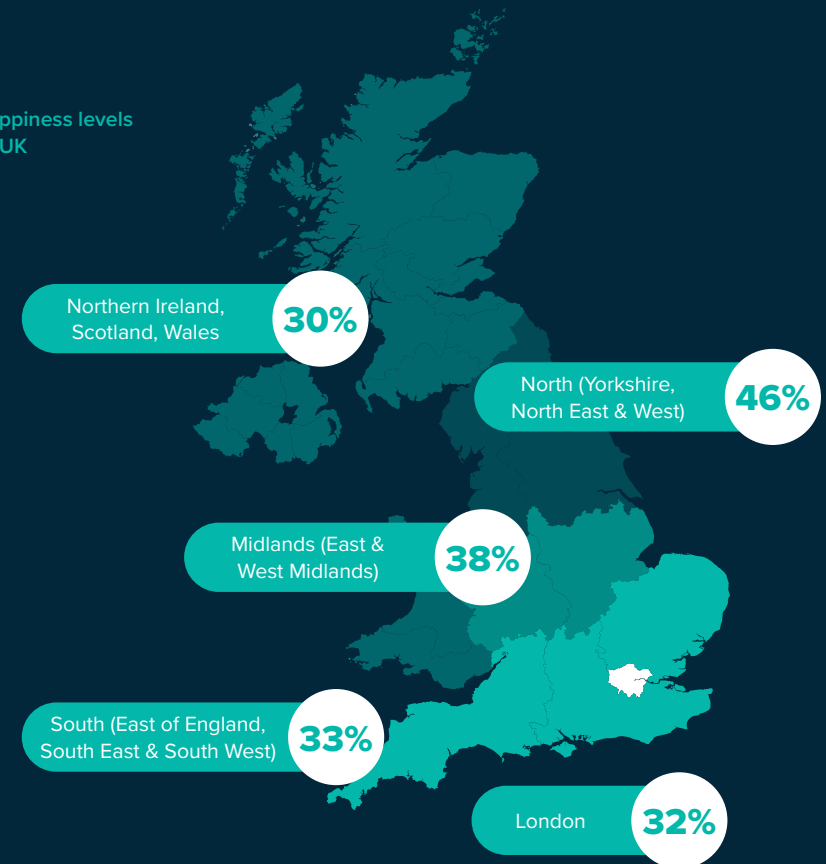 ppiness levels
UK
Northern Ireland,
Scotland, Wales
30%
North (Yorkshire,
North East & West)
46%
Midlands (East &
West Midlands)
38%
South (East of England,
South East & South West)
33%
London
32%